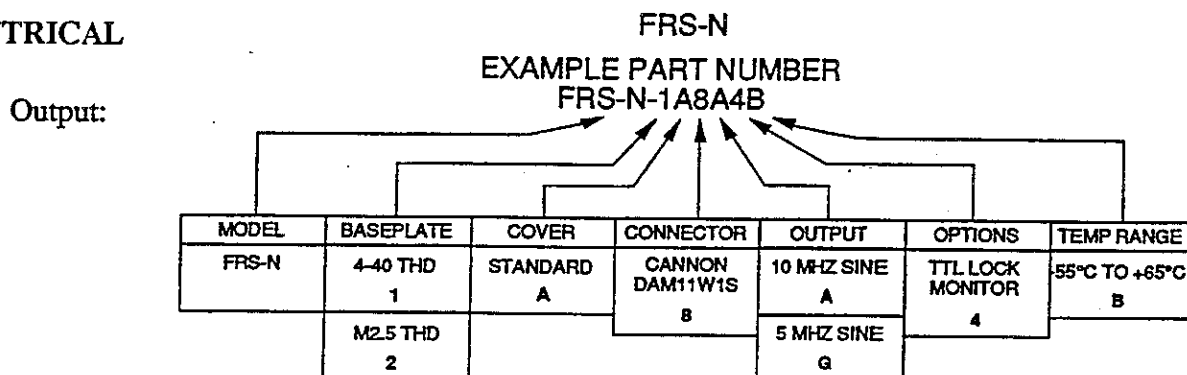 TRICAL
FRS-N
EXAMPLE PART NUMBER
Output:
FRS-N-1A8A4B
MODEL BASEPLATE COVER CONNECTOR OUTPUT OPTIONS TEMP RANGE
FRS-N
4-40 THD
1
STANDARD
A
CANNON
DAM11W1S
8
10 MHZ SINE
A
TTL LOCK
MONITOR
4
-55°C TO +65°C
B
M2.5 THD
2
5 MHZ SINE
G